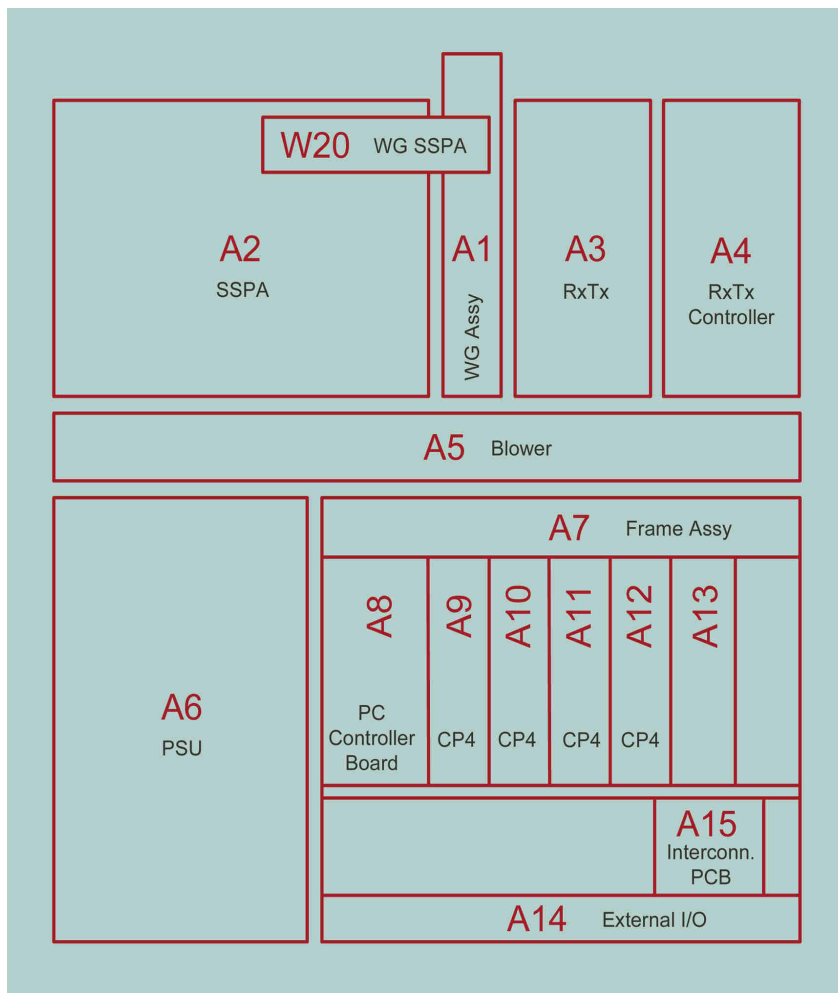 W20 WG SSPA
A2
SSPA
A1
WG Assy
A3
RxTx
A4
RxTx
Controller
A5 Blower
A6
PSU
A7 Frame Assy
A8
PC
Controller
Board
A9
CP4
A10
CP4
A11
CP4
A12
CP4
A13
A15
Interconn.
PCB
A14 External I/O